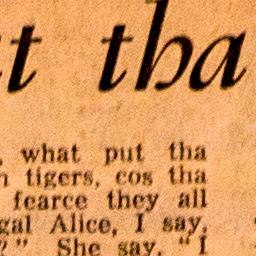 t tha
what put tha
tigers, cos tha
fearce they all
gal Alice, I say,
?" She say, "I